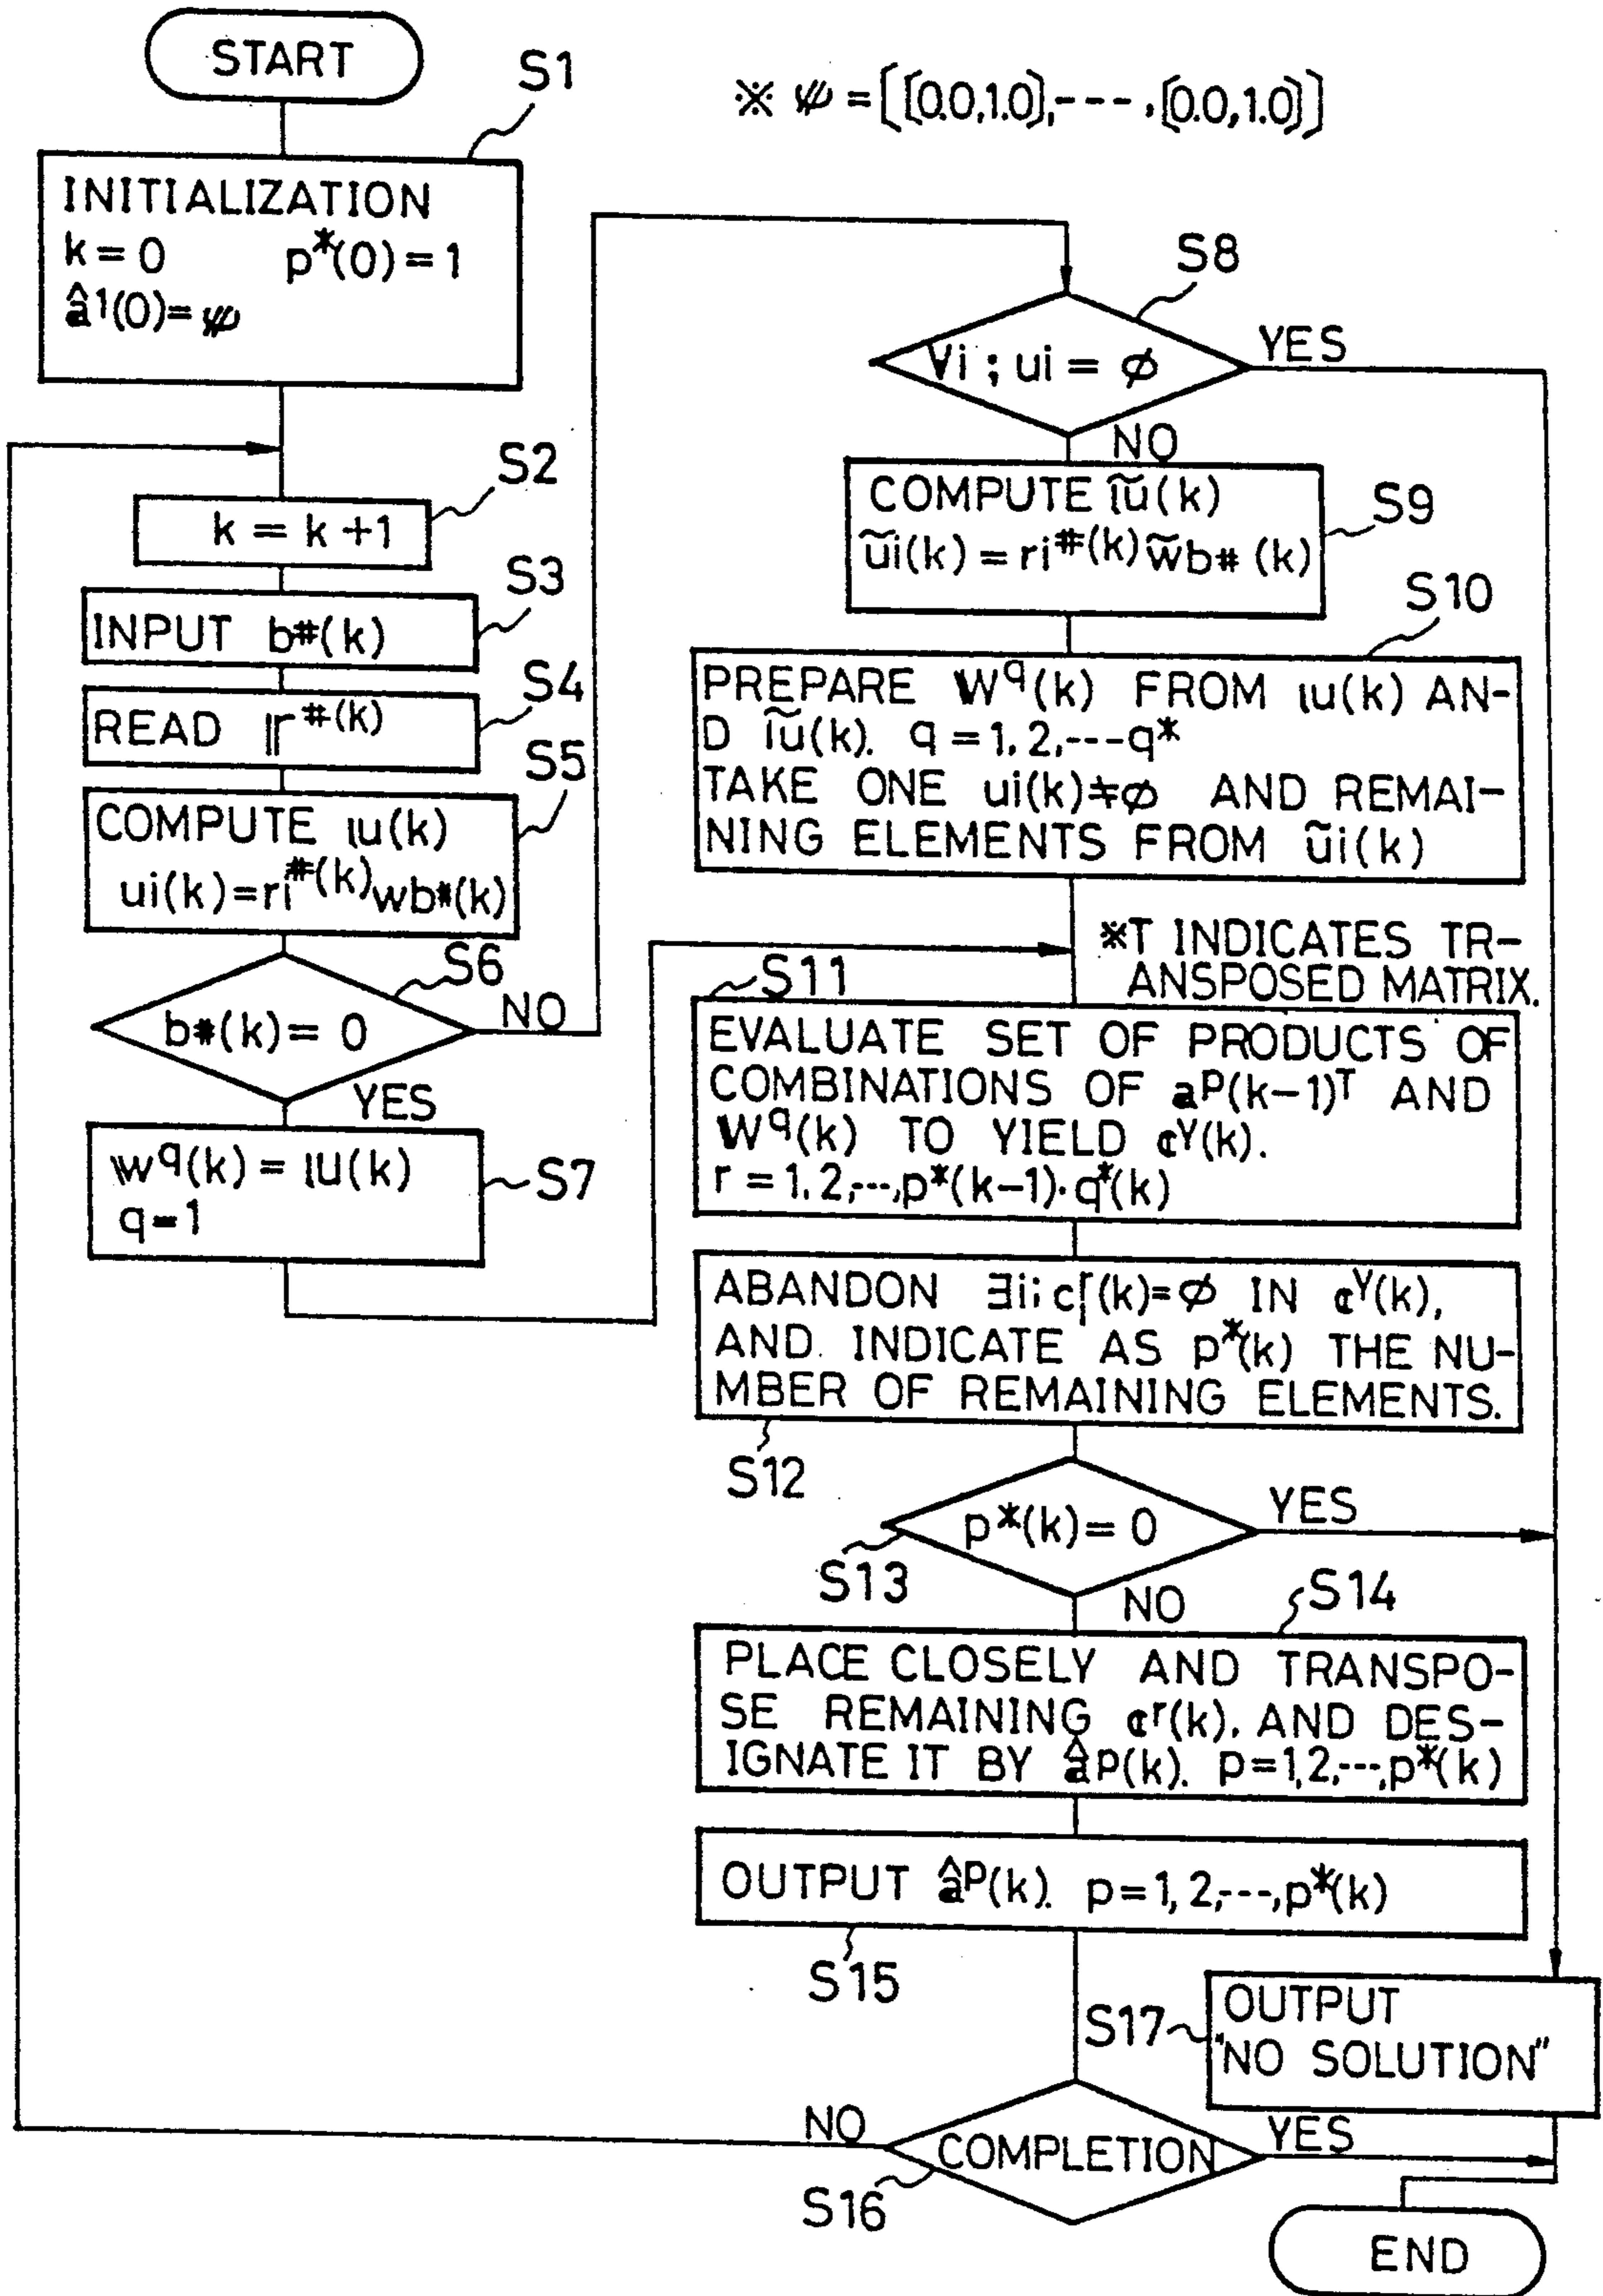 START
S1
※ ψ = [[0.0,1.0],---,[0.0,1.0]]
INITIALIZATION
k = 0 p*(0) = 1
â1(0) = ψ
S2
k = k +1
S3
INPUT b#(k)
S4
READ r#(k)
S5
COMPUTE u(k)
ui(k)=ri#(k)wb#(k)
S6
b#(k) = 0
NO
YES
S7
wq(k) = u(k)
q=1
S8
∀i ; ui = ϕ
YES
NO
S9
COMPUTE ũ(k)
ũi(k) = ri#(k) w̃b# (k)
S10
PREPARE Wq(k) FROM u(k) AN-
D ũ(k). q = 1, 2,---q*
TAKE ONE ui(k)≠ϕ AND REMAI-
NING ELEMENTS FROM ũi(k)
※T INDICATES TR-
ANSPOSED MATRIX.
S11
EVALUATE SET OF PRODUCTS OF
COMBINATIONS OF aP(k-1)T AND
Wq(k) TO YIELD cY(k).
r = 1, 2,---,p*(k-1)·q*(k)
ABANDON ∃i; cir(k)=ϕ IN cY(k),
AND INDICATE AS p*(k) THE NU-
MBER OF REMAINING ELEMENTS.
S12
p*(k) = 0
YES
S13
NO
S14
PLACE CLOSELY AND TRANSPO-
SE REMAINING cr(k), AND DES-
IGNATE IT BY âp(k). p=1,2,---,p*(k)
OUTPUT âp(k). p=1, 2,---,p*(k)
S15
S17
OUTPUT
"NO SOLUTION"
NO
COMPLETION
YES
S16
END